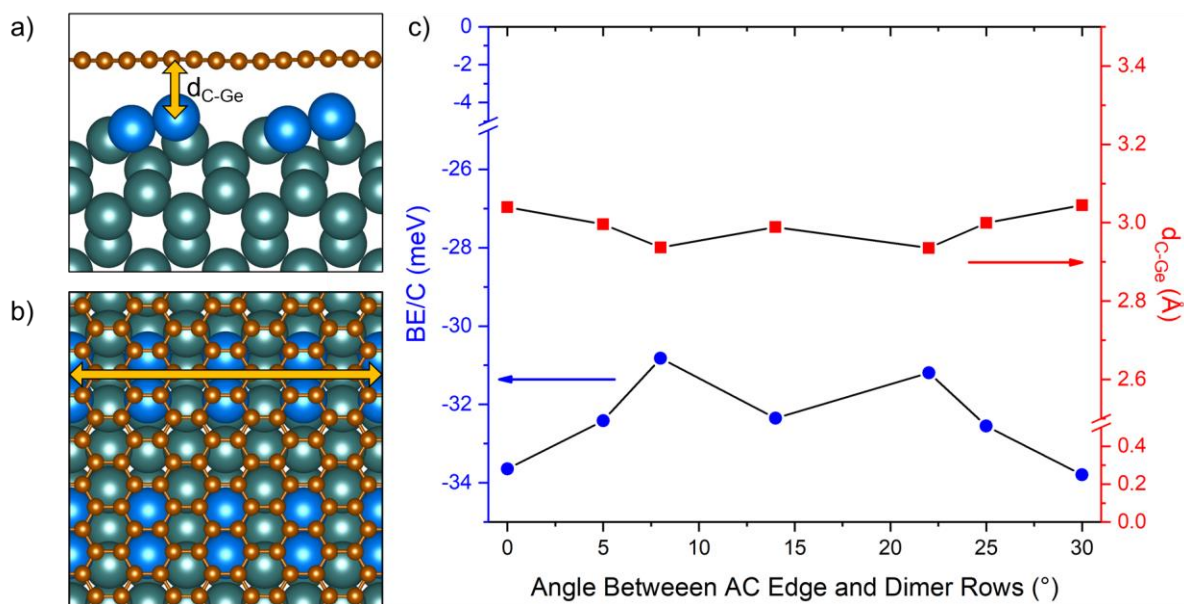 a)
d_C-Ge
b)
c)
BE/C (meV)
0
-2
-4
-26
-28
-30
-32
-34
3.4
3.2
3.0
2.8
2.6
0.4
0.2
0.0
d_C-Ge (Å)
0 5 10 15 20 25 30
Angle Betweeen AC Edge and Dimer Rows (°)